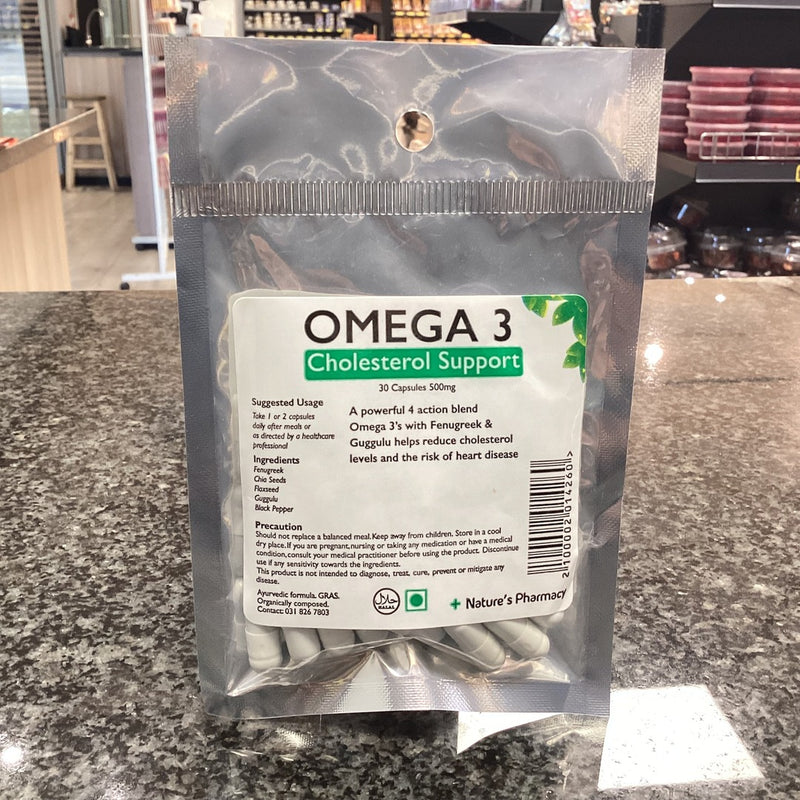 OMEGA 3
Cholesterol Support
30 Capsules 500mg
Suggested Usage
Take 1 or 2 capsules
daily after meals or
as directed by a healthcare
professional
Ingredients
Fenugreek
Chia Seeds
Flaxseed
Guggulu
Black Pepper
A powerful 4 action blend
Omega 3's with Fenugreek &
Guggulu helps reduce cholesterol
levels and the risk of heart disease
Precaution
Should not replace a balanced meal. Keep away from children. Store in a cool
dry place. If you are pregnant, nursing or taking any medication or have a medical
condition, consult your medical practitioner before using the product. Discontinue
use if any sensitivity towards the ingredients.
This product is not intended to diagnose, treat, cure, prevent or mitigate any
disease.
Ayurvedic formula. GRAS.
Organically composed.
Contact: 031 826 7803
حلال
HALAL
+ Nature's Pharmacy
2 100002 014260 >